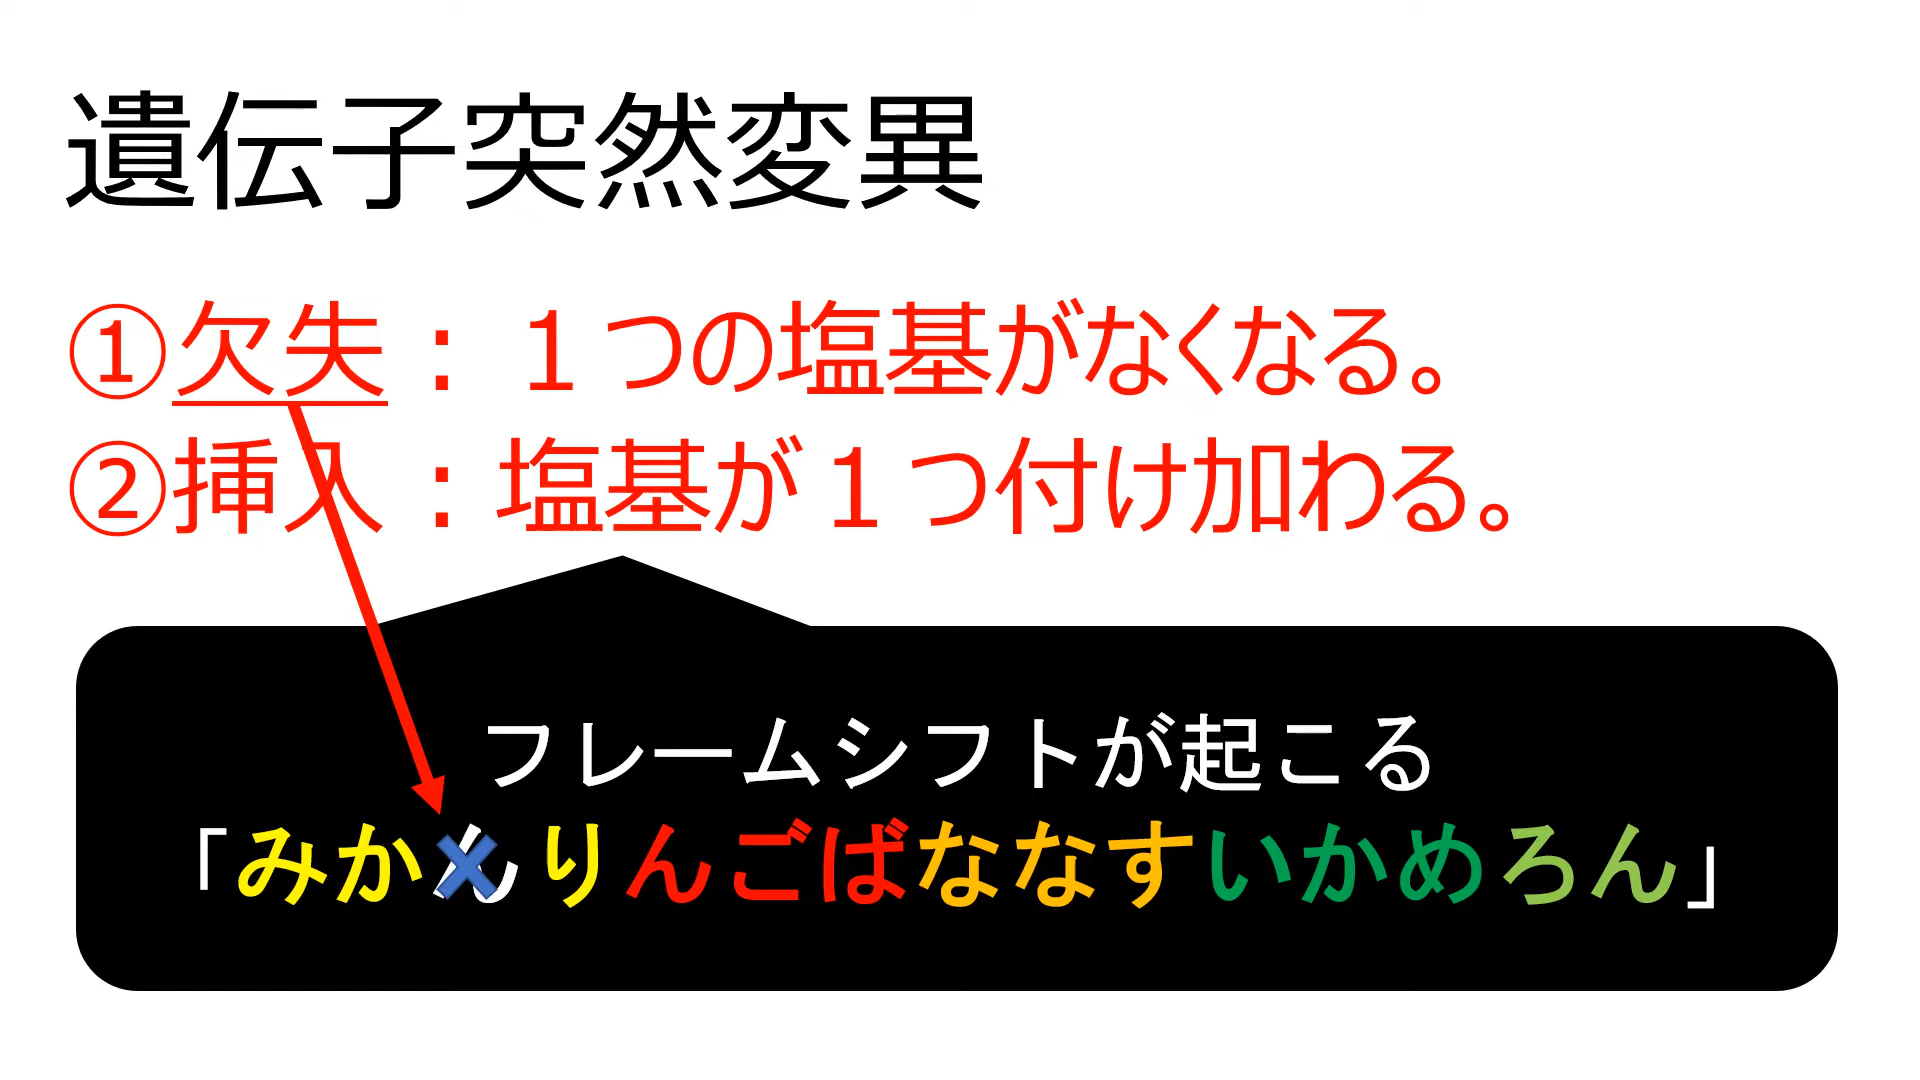 遺伝子突然変異
①欠失：１つの塩基がなくなる。
②挿入：塩基が１つ付け加わる。
フレームシフトが起こる
「みかんりんごばななすいかめろん」